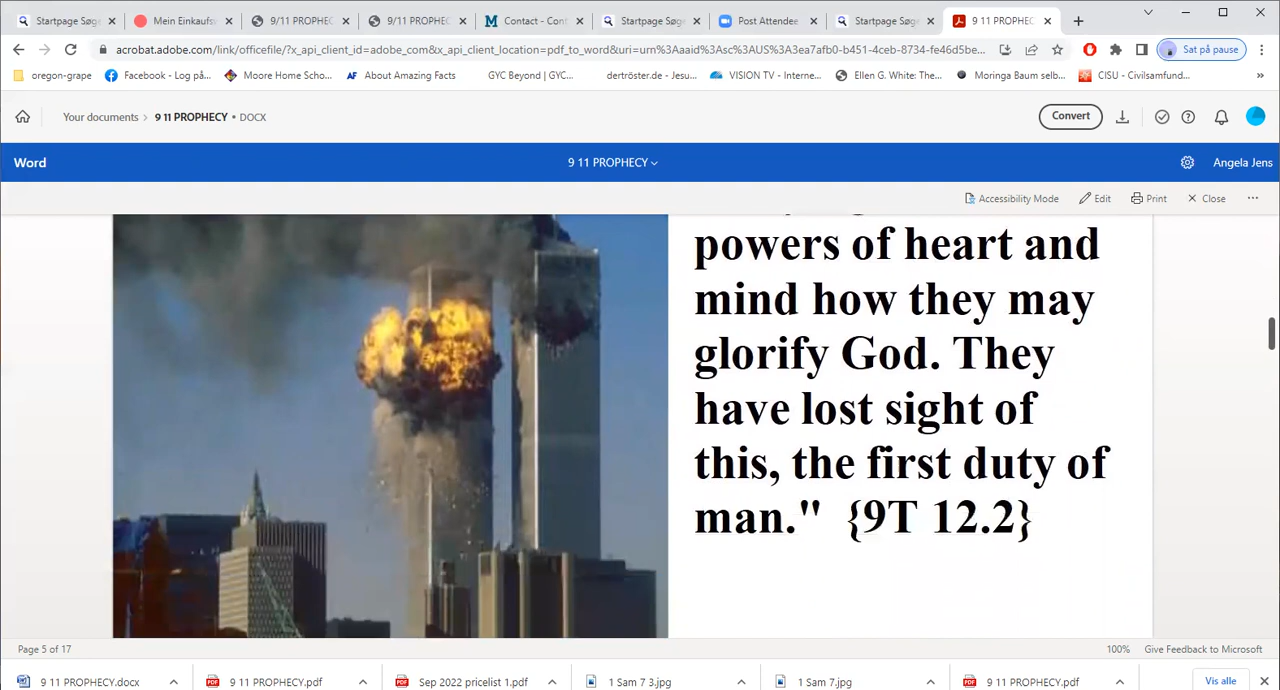 Startpage Søge
Mein Einkaufs
9/11 PROPHEC
9/11 PROPHEC
Contact - Con
Startpage Søge
Post Attendee
Startpage Søge
9 11 PROPHEC
acrobat.adobe.com/link/officefile/?x_api_client_id=adobe_com&x_api_client_location=pdf_to_word&uri=urn%3Aaaid%3Asc%3AUS%3A3ea7afb0-b451-4ceb-8734-fe46d5be...
Sat på pause
oregon-grape
Facebook - Log på...
Moore Home Scho...
AF About Amazing Facts
GYC Beyond | GYC...
dertröster.de - Jesu...
VISION TV - Interne...
Ellen G. White: The...
Moringa Baum selb...
CISU - Civilsamfund...
»
Your documents > 9 11 PROPHECY • DOCX
Convert
Word
9 11 PROPHECY
Angela Jens
Accessibility Mode
Edit
Print
Close
powers of heart and
mind how they may
glorify God. They
have lost sight of
this, the first duty of
man." {9T 12.2}
Page 5 of 17
100%
Give Feedback to Microsoft
9 11 PROPHECY.docx
9 11 PROPHECY.pdf
Sep 2022 pricelist 1.pdf
1 Sam 7 3.jpg
1 Sam 7.jpg
9 11 PROPHECY.pdf
Vis alle